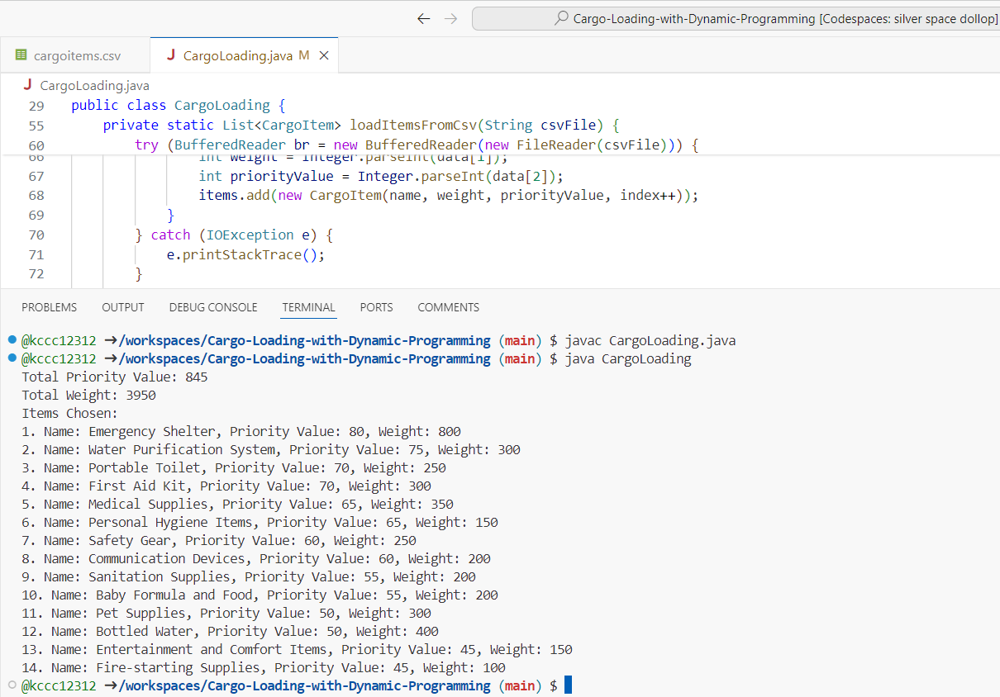 Cargo-Loading-with-Dynamic-Programming [Codespaces: silver space dollop]
cargoitems.csv
J CargoLoading.java M
J CargoLoading.java
29 public class CargoLoading {
55 private static List<CargoItem> loadItemsFromCsv(String csvFile) {
60 try (BufferedReader br = new BufferedReader(new FileReader(csvFile))) {
66 int weight = Integer.parseInt(data[1]);
67 int priorityValue = Integer.parseInt(data[2]);
68 items.add(new CargoItem(name, weight, priorityValue, index++));
69 }
70 } catch (IOException e) {
71 e.printStackTrace();
72 }
PROBLEMS OUTPUT DEBUG CONSOLE TERMINAL PORTS COMMENTS
@kccc12312 →/workspaces/Cargo-Loading-with-Dynamic-Programming (main) $ javac CargoLoading.java
@kccc12312 →/workspaces/Cargo-Loading-with-Dynamic-Programming (main) $ java CargoLoading
Total Priority Value: 845
Total Weight: 3950
Items Chosen:
1. Name: Emergency Shelter, Priority Value: 80, Weight: 800
2. Name: Water Purification System, Priority Value: 75, Weight: 300
3. Name: Portable Toilet, Priority Value: 70, Weight: 250
4. Name: First Aid Kit, Priority Value: 70, Weight: 300
5. Name: Medical Supplies, Priority Value: 65, Weight: 350
6. Name: Personal Hygiene Items, Priority Value: 65, Weight: 150
7. Name: Safety Gear, Priority Value: 60, Weight: 250
8. Name: Communication Devices, Priority Value: 60, Weight: 200
9. Name: Sanitation Supplies, Priority Value: 55, Weight: 200
10. Name: Baby Formula and Food, Priority Value: 55, Weight: 200
11. Name: Pet Supplies, Priority Value: 50, Weight: 300
12. Name: Bottled Water, Priority Value: 50, Weight: 400
13. Name: Entertainment and Comfort Items, Priority Value: 45, Weight: 150
14. Name: Fire-starting Supplies, Priority Value: 45, Weight: 100
@kccc12312 →/workspaces/Cargo-Loading-with-Dynamic-Programming (main) $